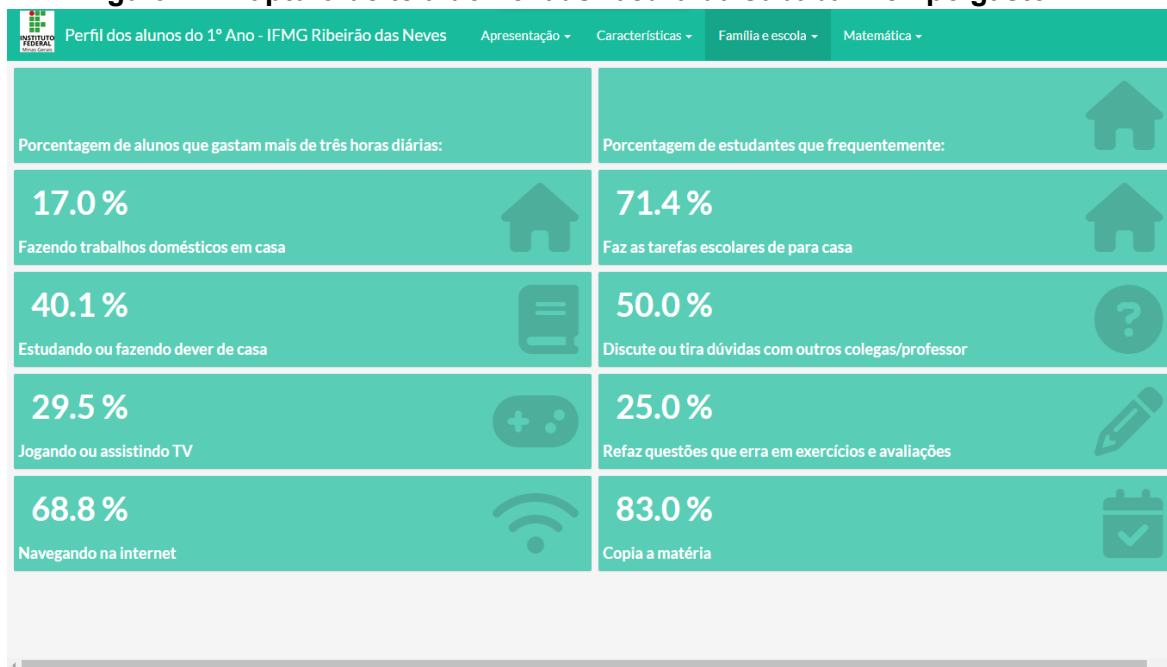 INSTITUTO
FEDERAL
Minas Gerais
Perfil dos alunos do 1º Ano - IFMG Ribeirão das Neves
Apresentação
Características
Família e escola
Matemática
Porcentagem de alunos que gastam mais de três horas diárias:
17.0 %
Fazendo trabalhos domésticos em casa
40.1 %
Estudando ou fazendo dever de casa
29.5 %
Jogando ou assistindo TV
68.8 %
Navegando na internet
Porcentagem de estudantes que frequentemente:
71.4 %
Faz as tarefas escolares de para casa
50.0 %
Discute ou tira dúvidas com outros colegas/professor
?
25.0 %
Refaz questões que erra em exercícios e avaliações
83.0 %
Copia a matéria